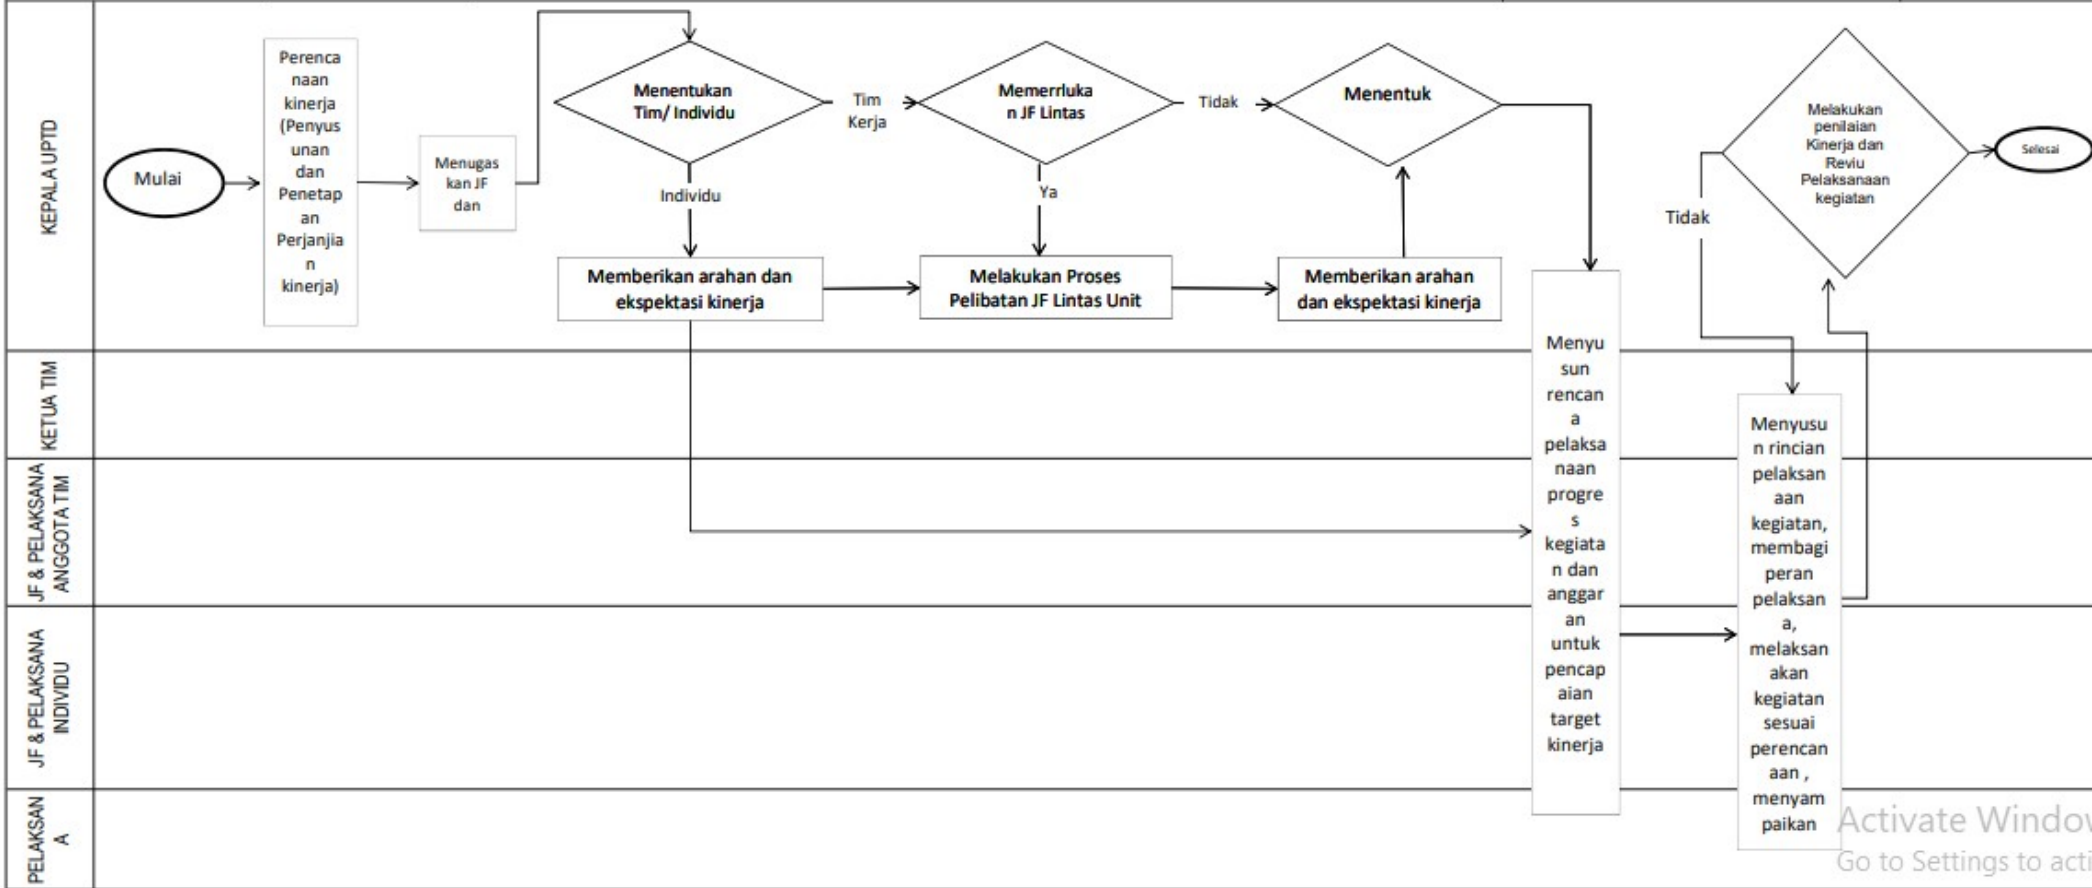 KEPALA UPTD
Mulai
Perenca
naan
kinerja
(Penyus
unan
dan
Penetap
an
Perjanjia
n
kinerja)
Menugas
kan JF
dan
Menentukan
Tim/ Individu
Tim
Kerja
Individu
Memerrluka
n JF Lintas
Tidak
Ya
Menentuk
Memberikan arahan dan
ekspektasi kinerja
Melakukan Proses
Pelibatan JF Lintas Unit
Memberikan arahan
dan ekspektasi kinerja
Melakukan
penilaian
Kinerja dan
Reviu
Pelaksanaan
kegiatan
Selesai
Tidak
KETUA TIM
JF & PELAKSANA
ANGGOTA TIM
JF & PELAKSANA
INDIVIDU
PELAKSAN
A
Menyu
sun
rencan
a
pelaksa
naan
progre
s
kegiata
n dan
anggar
an
untuk
pencap
aian
target
kinerja
Menyusu
n rincian
pelaksan
aan
kegiatan,
membagi
peran
pelaksan
a,
melaksan
akan
kegiatan
sesuai
perencan
aan ,
menyam
paikan
Activate Window
Go to Settings to acti